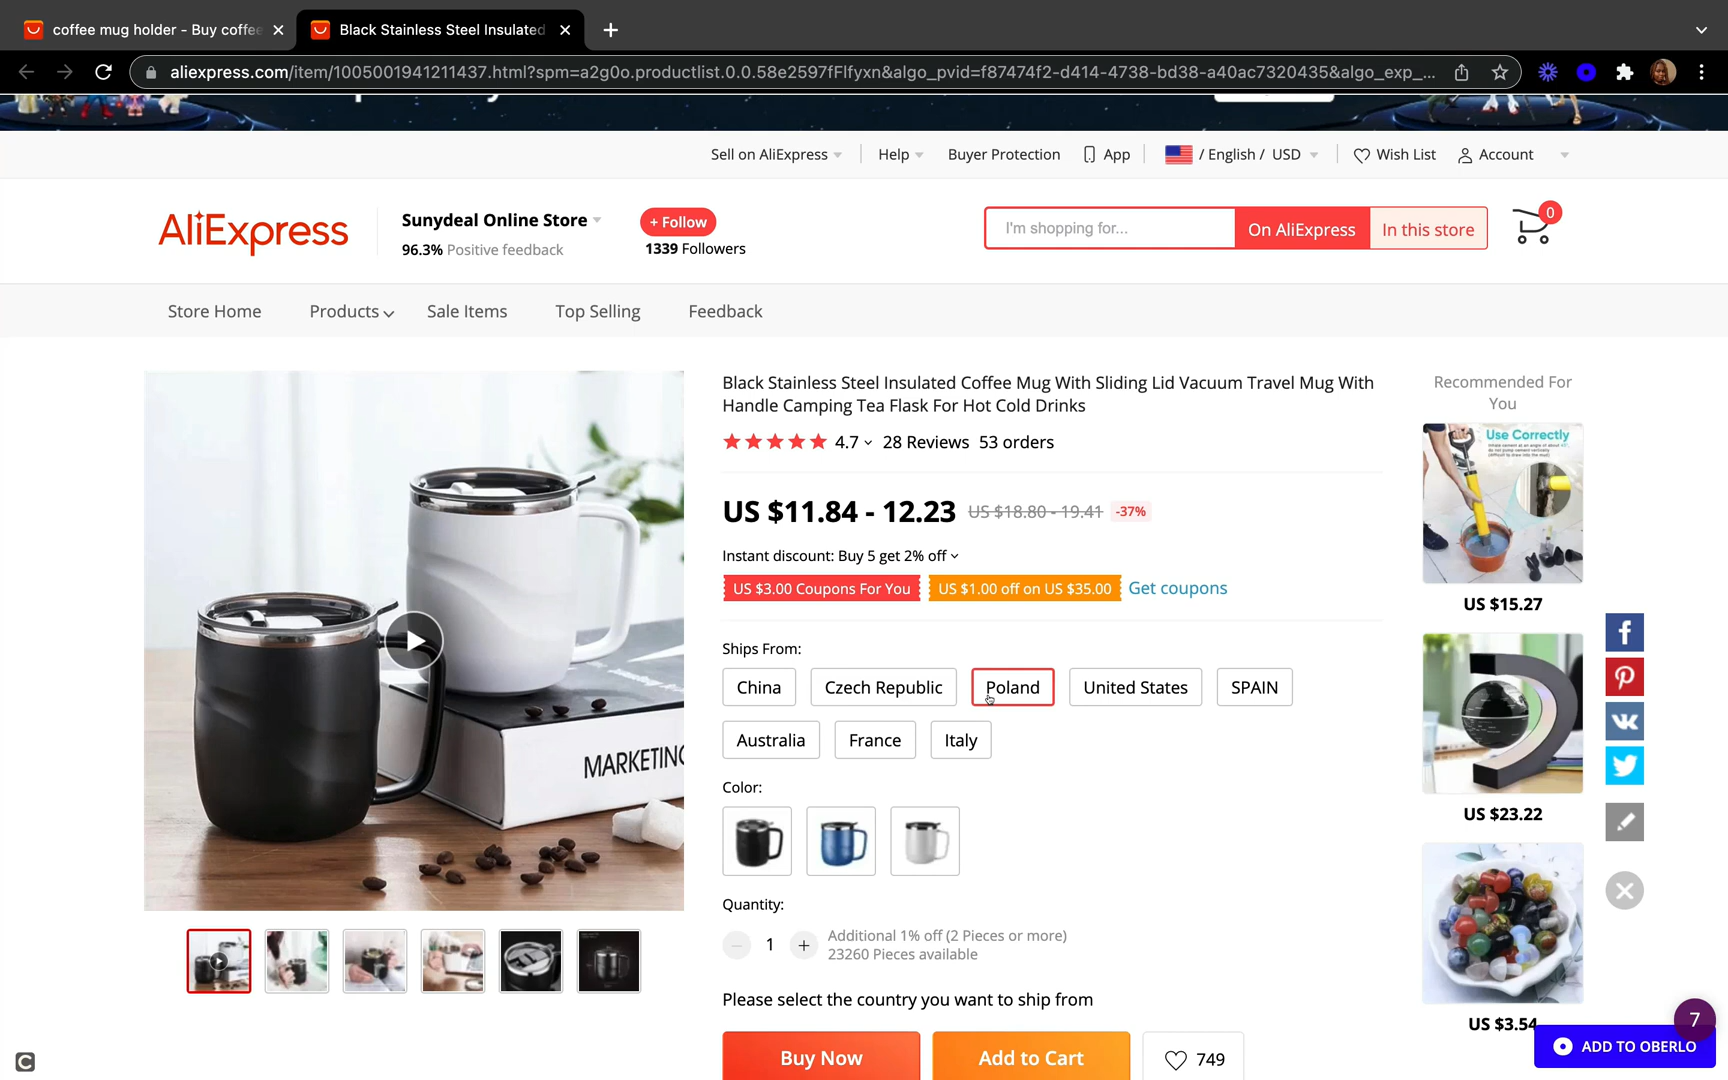 coffee mug holder - Buy coffee
Black Stainless Steel Insulated
aliexpress.com/item/1005001941211437.html?spm=a2g0o.productlist.0.0.58e2597fFlfyxn&algo_pvid=f87474f2-d414-4738-bd38-a40ac7320435&algo_exp_...
Sell on AliExpress
Help
Buyer Protection
App
/ English / USD
Wish List
Account
AliExpress
Sunydeal Online Store
96.3% Positive feedback
+ Follow
1339 Followers
I'm shopping for...
On AliExpress
In this store
0
Store Home
Products
Sale Items
Top Selling
Feedback
MARKETING
Black Stainless Steel Insulated Coffee Mug With Sliding Lid Vacuum Travel Mug With
Handle Camping Tea Flask For Hot Cold Drinks
4.7 28 Reviews 53 orders
US $11.84 - 12.23 US $18.80 - 19.41 -37%
Instant discount: Buy 5 get 2% off
US $3.00 Coupons For You
US $1.00 off on US $35.00
Get coupons
Ships From:
China
Czech Republic
Poland
United States
SPAIN
Australia
France
Italy
Color:
Quantity:
1
Additional 1% off (2 Pieces or more)
23260 Pieces available
Please select the country you want to ship from
Buy Now
Add to Cart
749
Recommended For
You
Use Correctly
US $15.27
US $23.22
US $3.54
7
ADD TO OBERLO